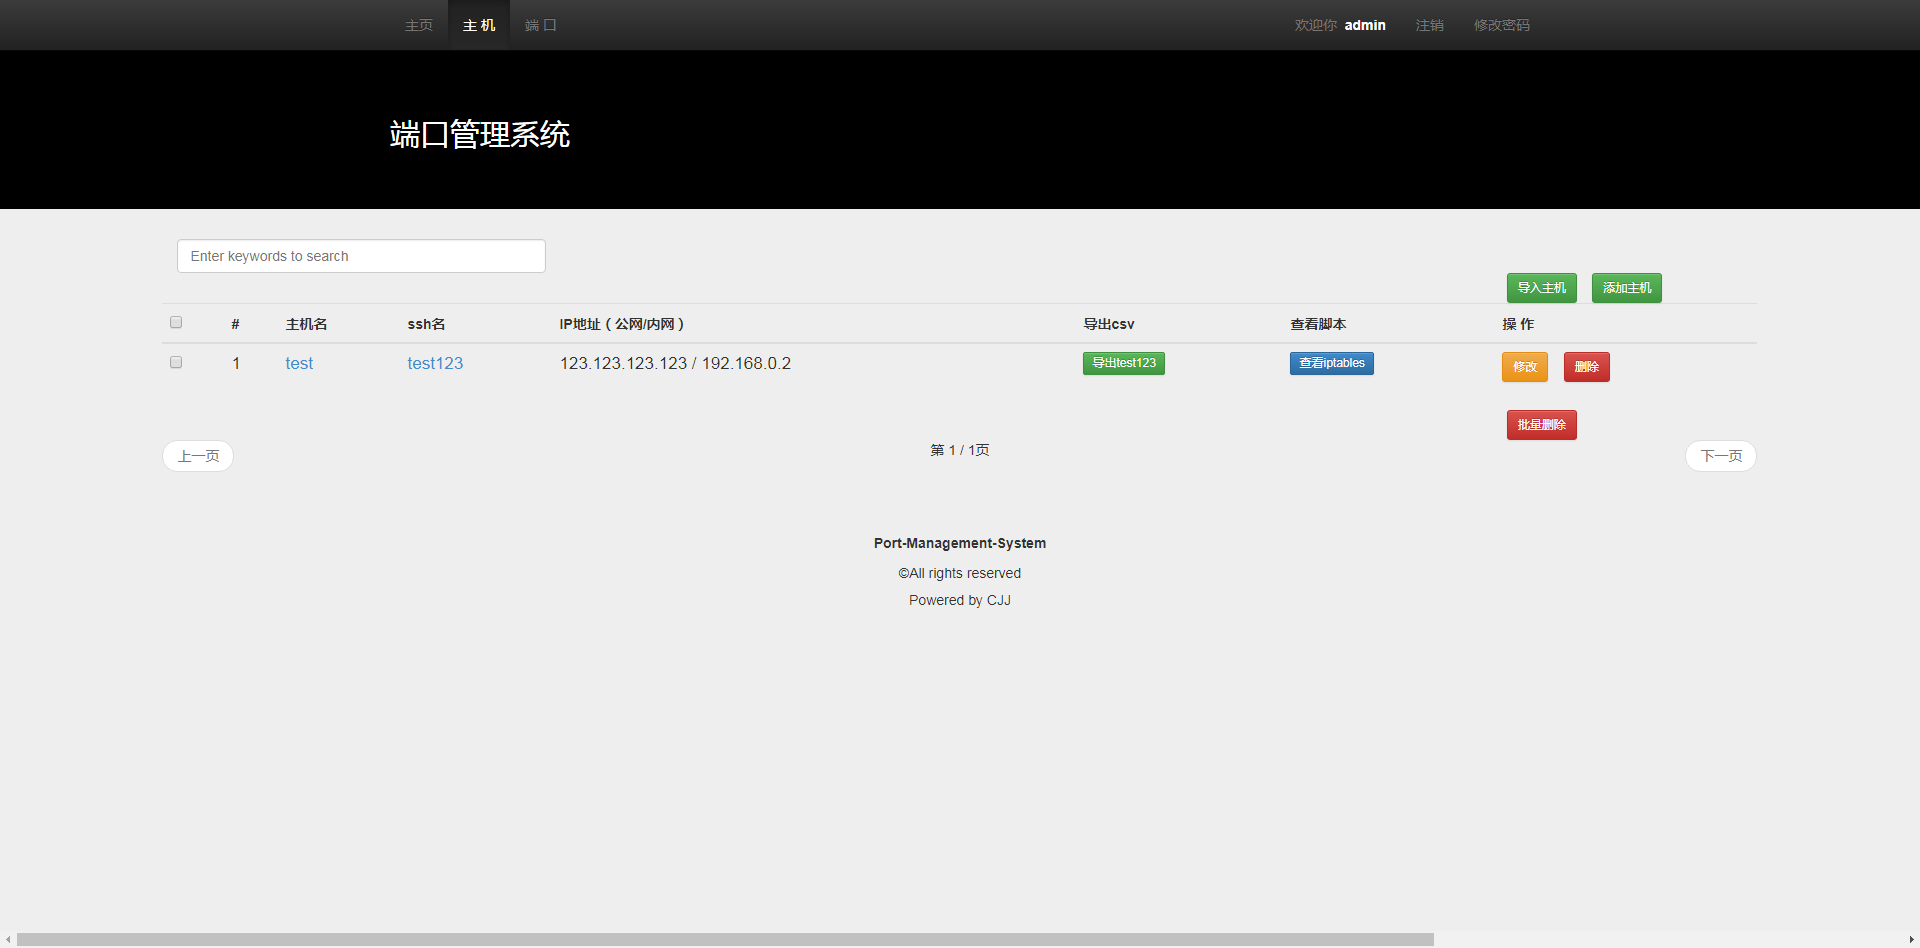 主页 主 机 端 口 欢迎你 admin 注销 修改密码
端口管理系统
Enter keywords to search
导入主机 添加主机
# 主机名 ssh名 IP地址（公网/内网） 导出csv 查看脚本 操 作
1 test test123 123.123.123.123 / 192.168.0.2 导出test123 查看iptables 修改 删除
批量删除
上一页 第 1 / 1页 下一页
Port-Management-System
©All rights reserved
Powered by CJJ